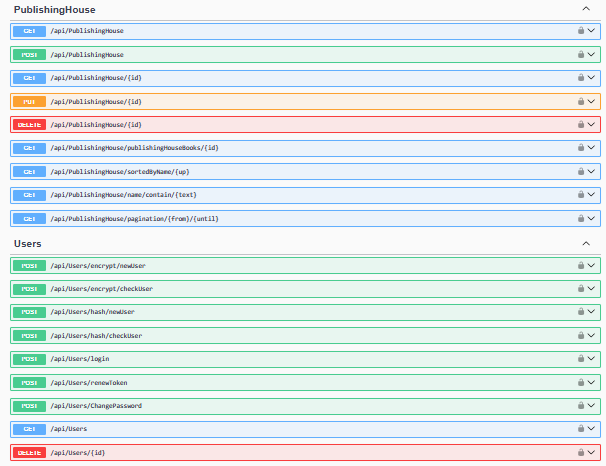 PublishingHouse
GET /api/PublishingHouse
POST /api/PublishingHouse
GET /api/PublishingHouse/{id}
PUT /api/PublishingHouse/{id}
DELETE /api/PublishingHouse/{id}
GET /api/PublishingHouse/publishingHouseBooks/{id}
GET /api/PublishingHouse/sortedByName/{up}
GET /api/PublishingHouse/name/contain/{text}
GET /api/PublishingHouse/pagination/{from}/{until}
Users
POST /api/Users/encrypt/newUser
POST /api/Users/encrypt/checkUser
POST /api/Users/hash/newUser
POST /api/Users/hash/checkUser
POST /api/Users/login
POST /api/Users/renewToken
POST /api/Users/ChangePassword
GET /api/Users
DELETE /api/Users/{id}